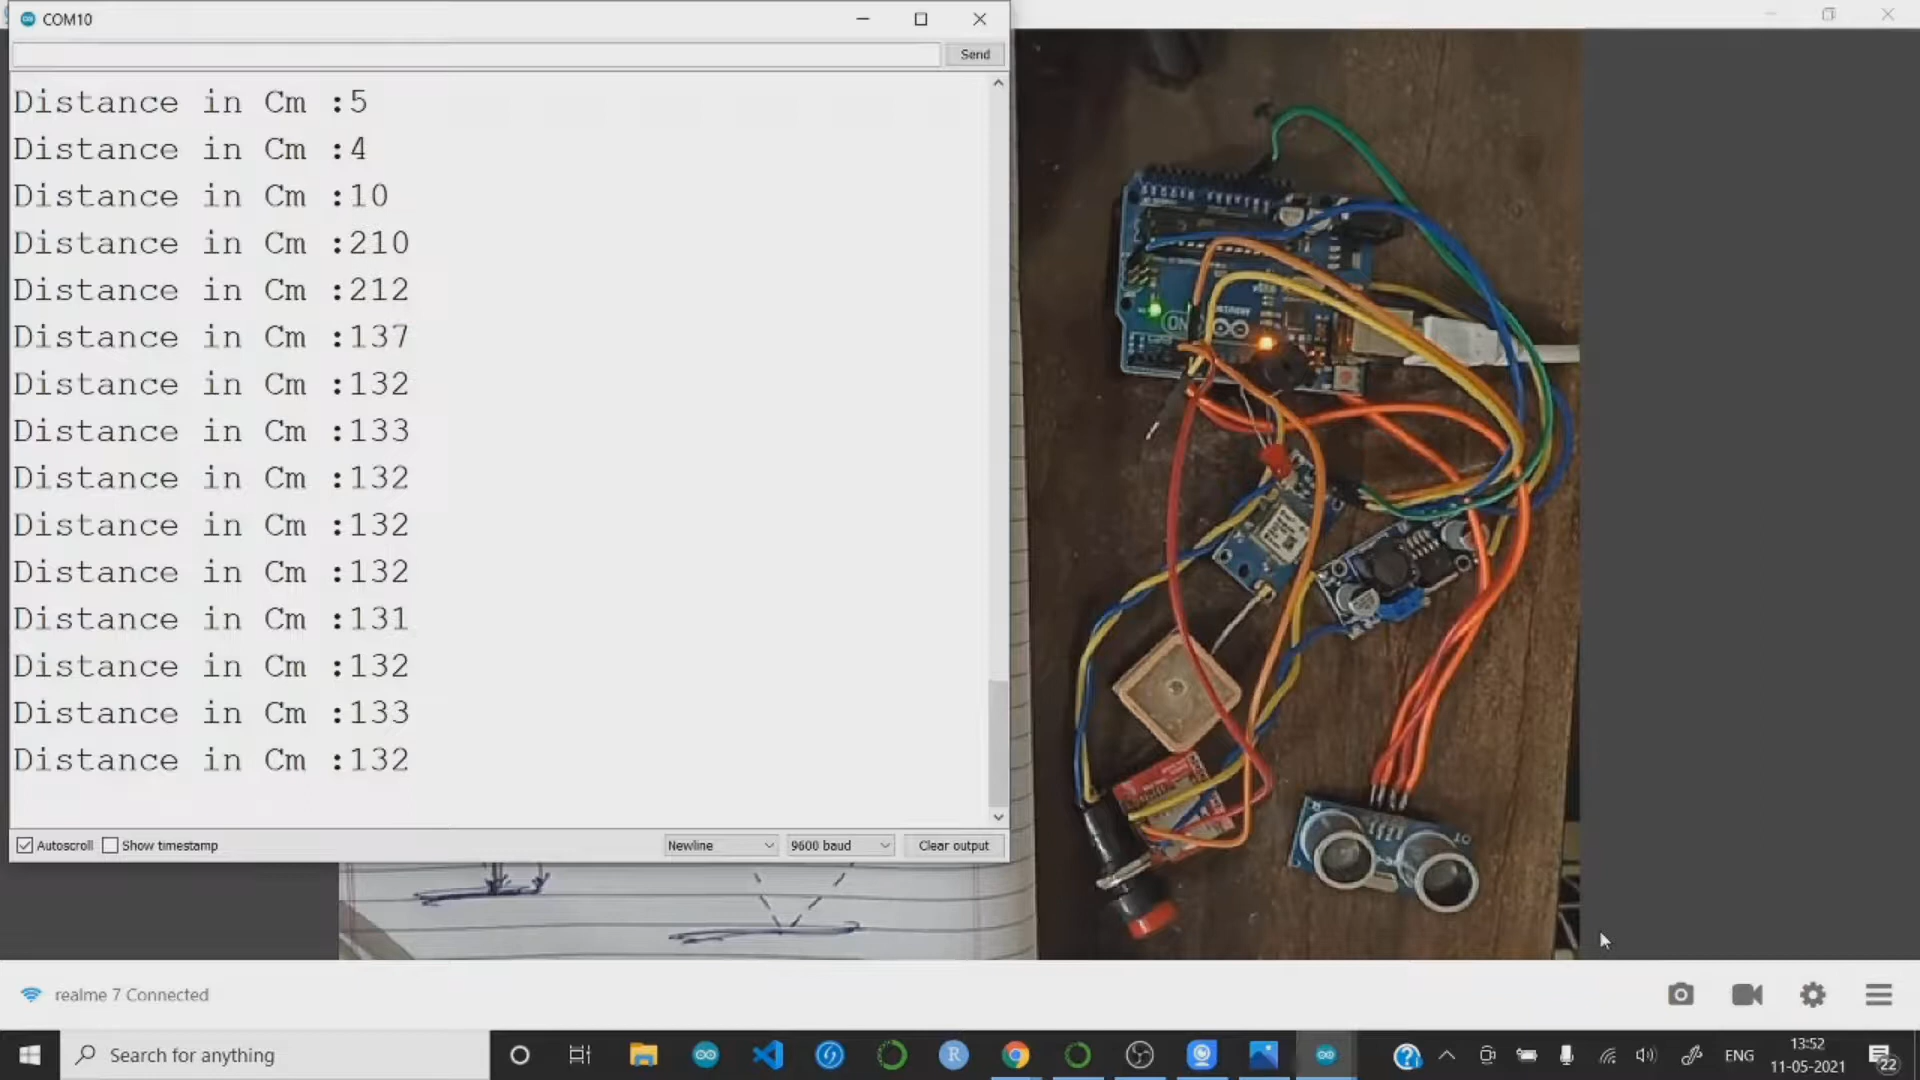 COM10
Send
Distance in Cm :5
Distance in Cm :4
Distance in Cm :10
Distance in Cm :210
Distance in Cm :212
Distance in Cm :137
Distance in Cm :132
Distance in Cm :133
Distance in Cm :132
Distance in Cm :132
Distance in Cm :132
Distance in Cm :131
Distance in Cm :132
Distance in Cm :133
Distance in Cm :132
Autoscroll
Show timestamp
Newline
9600 baud
Clear output
ON
realme 7 Connected
Search for anything
R
ENG
13:52
11-05-2021
22